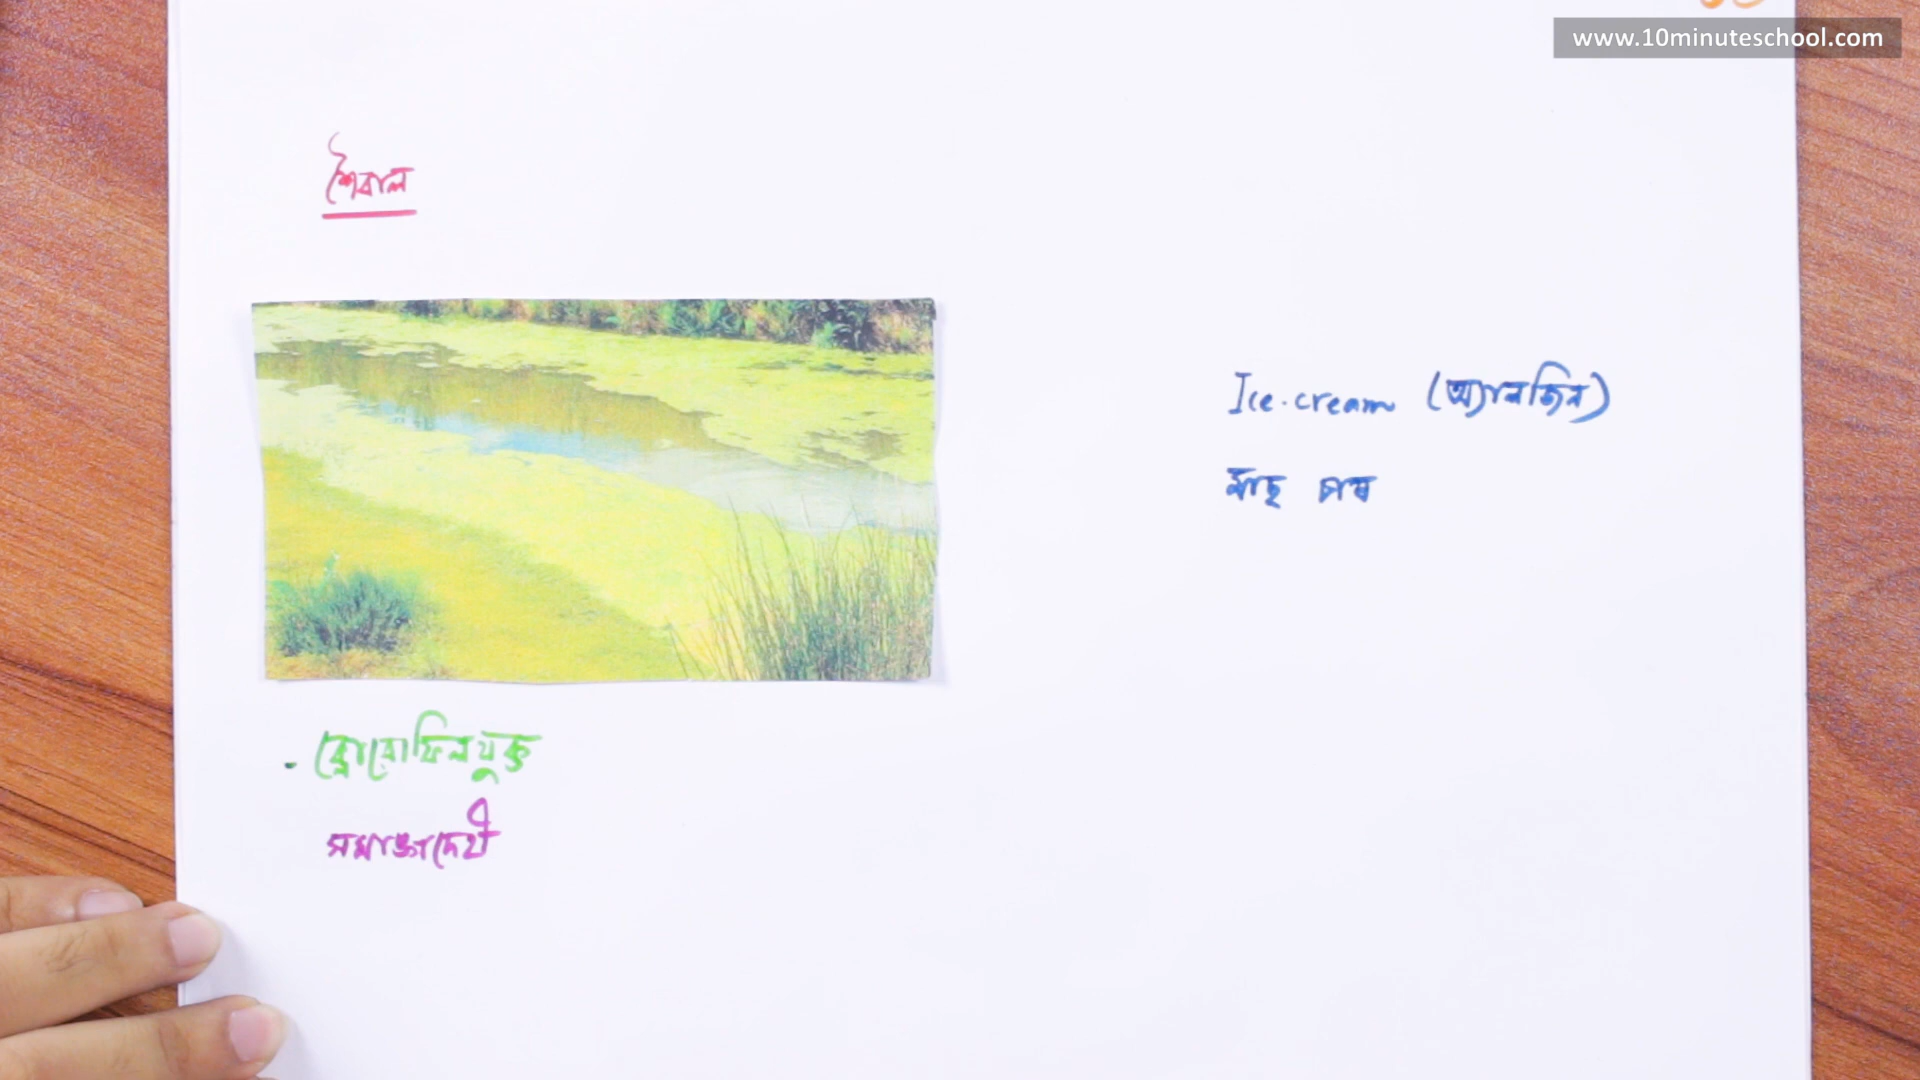 www.10minuteschool.com
শৈবাল
Ice-cream (অ্যালজিন)
মাছ চাষ
. ক্লোরোফিলযুক্ত
সমাঙ্গদেহী